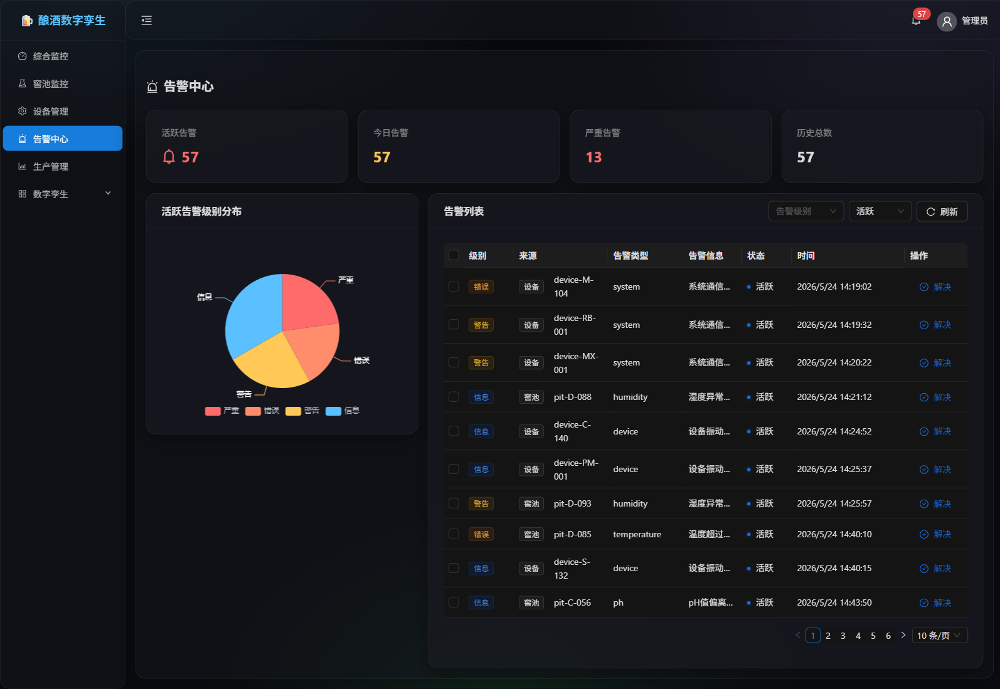 酿酒数字孪生
57
管理员
综合监控
窖池监控
设备管理
告警中心
生产管理
数字孪生
告警中心
活跃告警
57
今日告警
57
严重告警
13
历史总数
57
活跃告警级别分布
严重
信息
错误
警告
严重 错误 警告 信息
告警列表
告警级别 活跃 刷新
级别 来源 告警类型 告警信息 状态 时间 操作
错误 设备 device-M-104 system 系统通信... 活跃 2026/5/24 14:19:02 解决
警告 设备 device-RB-001 system 系统通信... 活跃 2026/5/24 14:19:32 解决
警告 设备 device-MX-001 system 系统通信... 活跃 2026/5/24 14:20:22 解决
信息 窖池 pit-D-088 humidity 湿度异常... 活跃 2026/5/24 14:21:12 解决
信息 设备 device-C-140 device 设备振动... 活跃 2026/5/24 14:24:52 解决
信息 设备 device-PM-001 device 设备振动... 活跃 2026/5/24 14:25:37 解决
警告 窖池 pit-D-093 humidity 湿度异常... 活跃 2026/5/24 14:25:57 解决
错误 窖池 pit-D-085 temperature 温度超过... 活跃 2026/5/24 14:40:10 解决
信息 设备 device-S-132 device 设备振动... 活跃 2026/5/24 14:40:15 解决
信息 窖池 pit-C-056 ph pH值偏离... 活跃 2026/5/24 14:43:50 解决
1 2 3 4 5 6 10 条/页